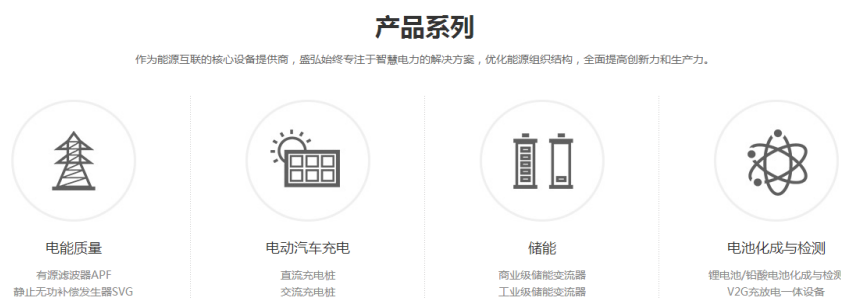 产品系列
作为能源互联的核心设备提供商，盛弘始终专注于智慧电力的解决方案，优化能源组织结构，全面提高创新力和生产力。
电能质量
有源滤波器APF
静止无功补偿发生器SVG
电动汽车充电
直流充电桩
交流充电桩
储能
商业级储能变流器
工业级储能变流器
电池化成与检测
锂电池/铅酸电池化成与检测
V2G充放电一体设备